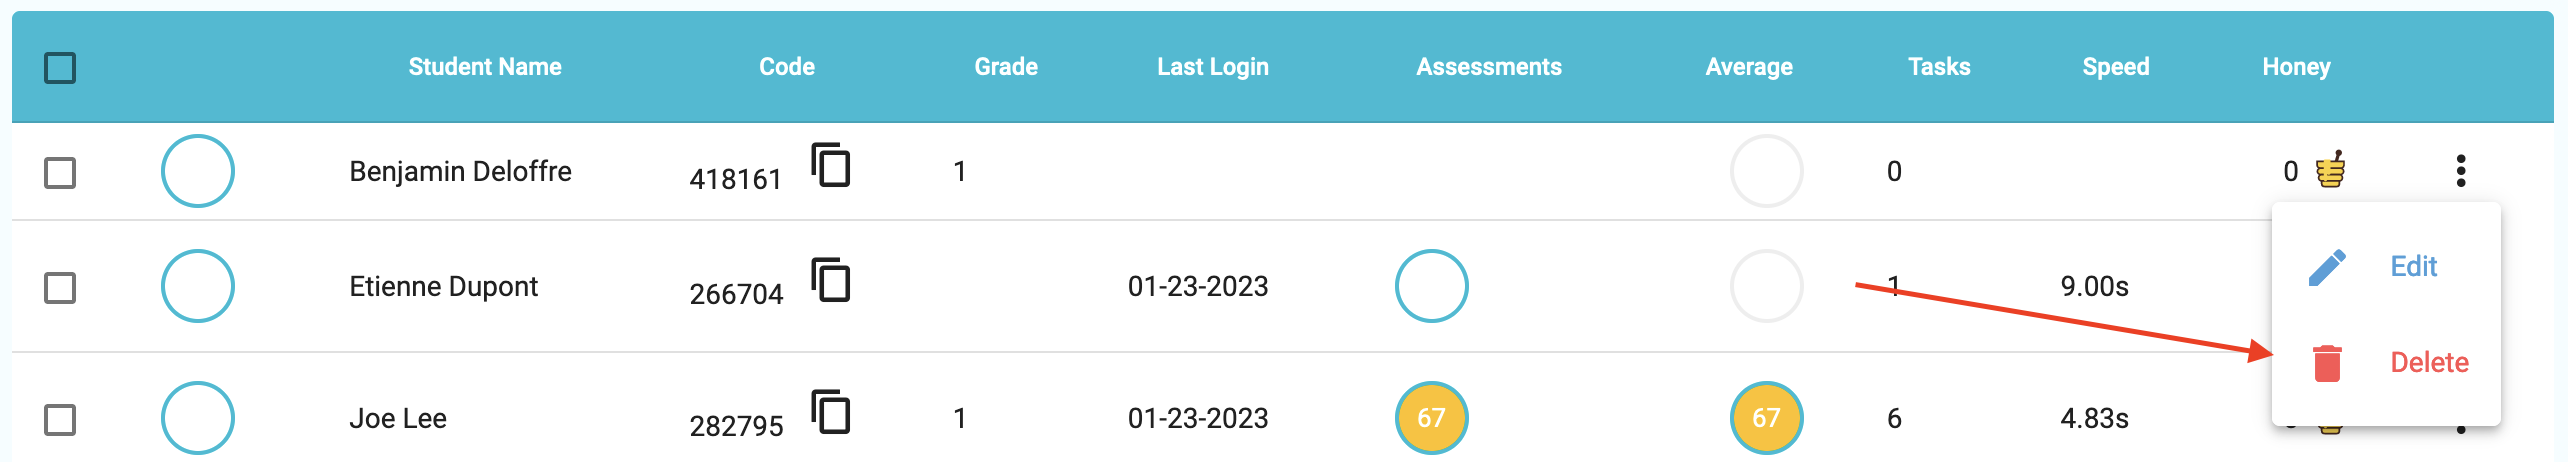 Student Name Code Grade Last Login Assessments Average Tasks Speed Honey
Benjamin Deloffre 418161 1 0 0
Edit
Etienne Dupont 266704 01-23-2023 1 9.00s
Delete
Joe Lee 282795 1 01-23-2023 67 67 6 4.83s